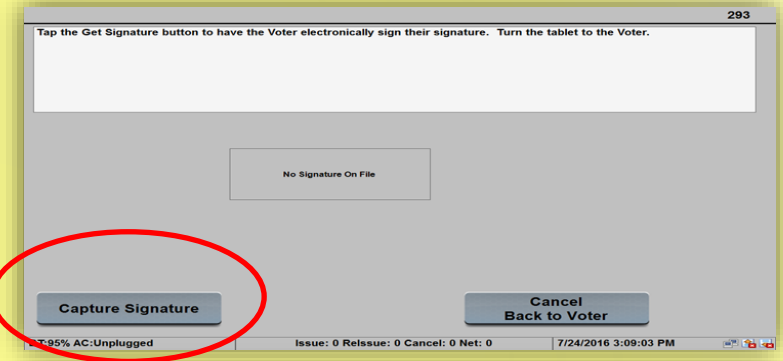 293
Tap the Get Signature button to have the Voter electronically sign their signature. Turn the tablet to the Voter.
No Signature On File
Capture Signature
Cancel
Back to Voter
95% AC:Unplugged
Issue: 0 ReIssue: 0 Cancel: 0 Net: 0
7/24/2016 3:09:03 PM